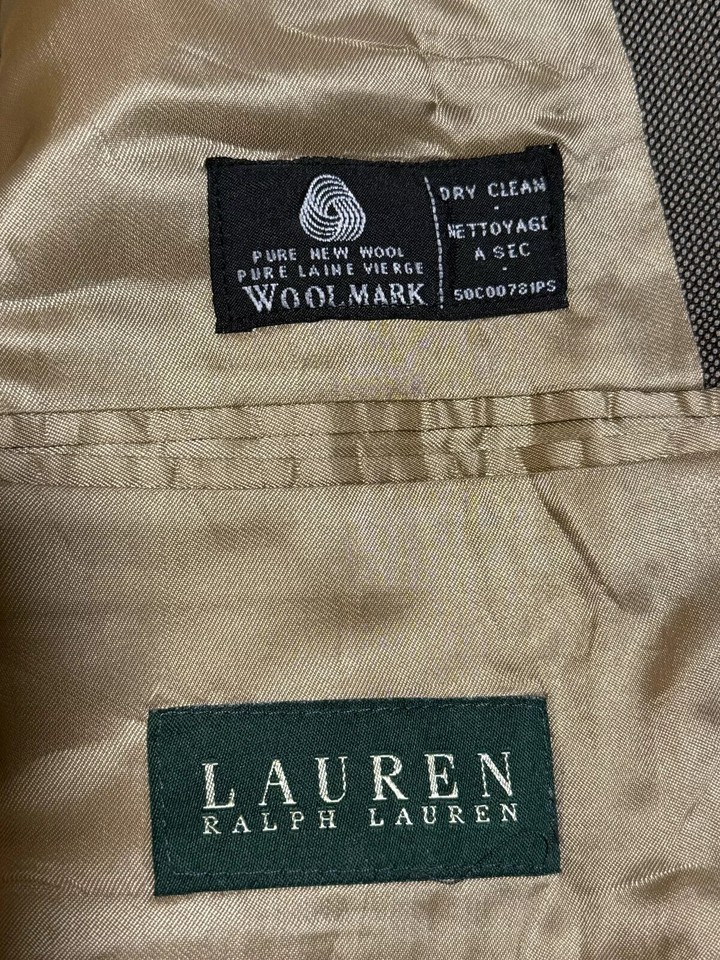 PURE NEW WOOL
PURE LAINE VIERGE
WOOLMARK
DRY CLEAN
NETTOYAGE
A SEC
50C00781PS
LAUREN
RALPH LAUREN